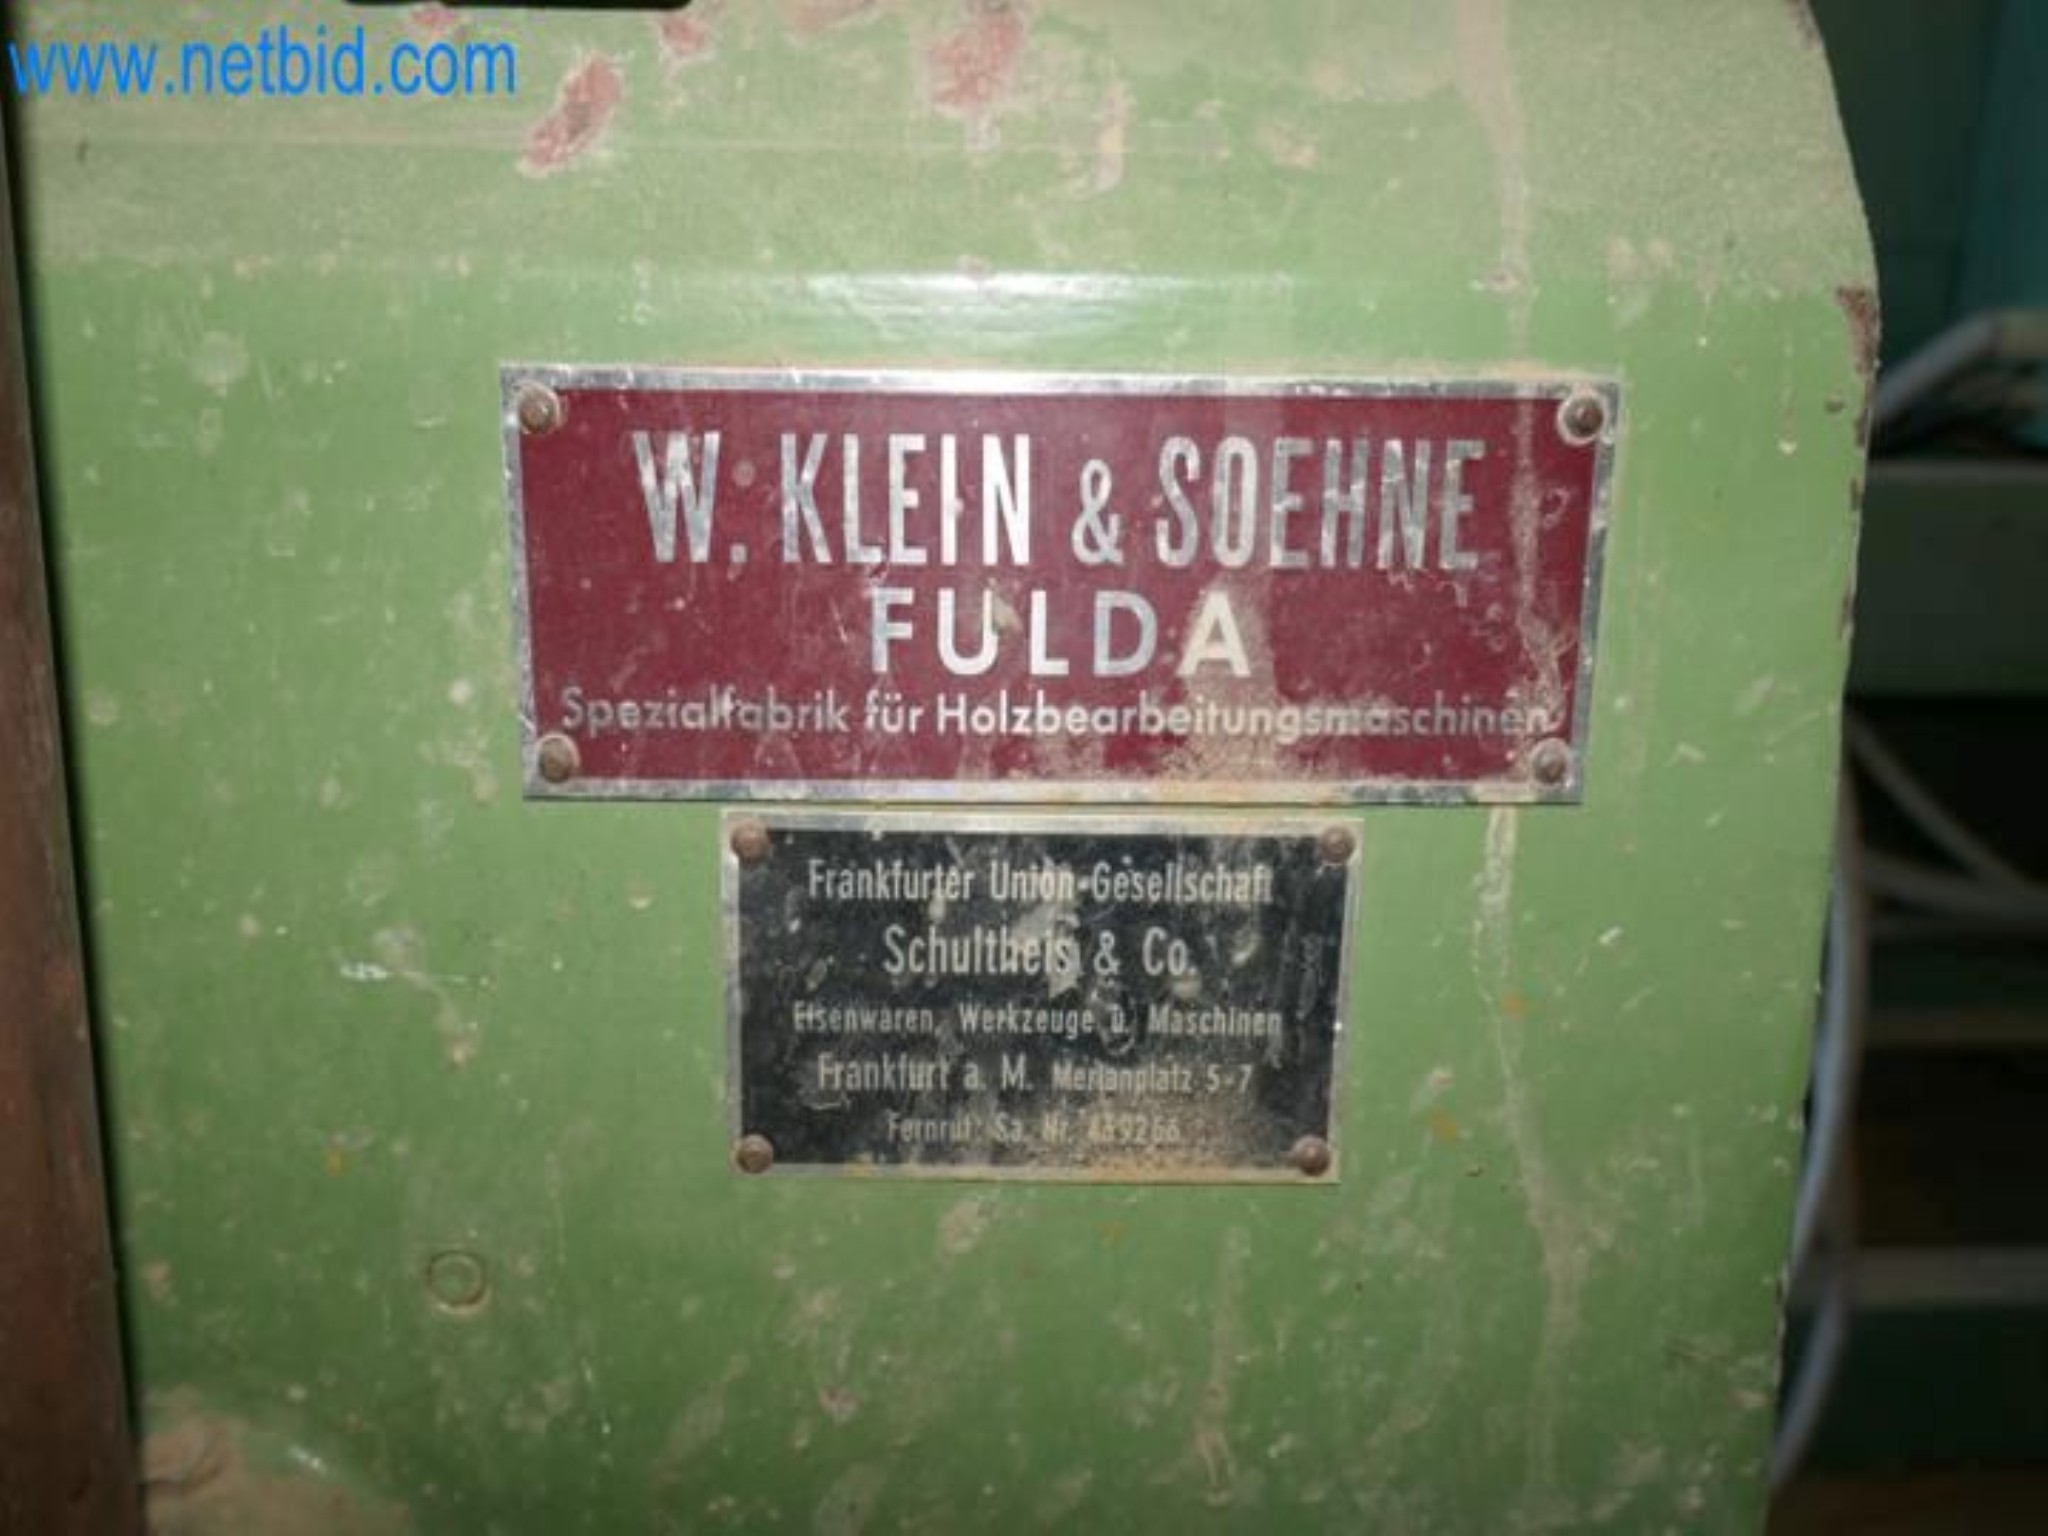 www.netbid.com
W. KLEIN & SOEHNE
FULDA
Spezialfabrik für Holzbearbeitungsmaschinen
Frankfurter Union-Gesellschaft
Schultheis & Co.
Eisenwaren, Werkzeuge u. Maschinen
Frankfurt a. M. Merianplatz 5-7
Fernruf: Sa. Nr. 439266